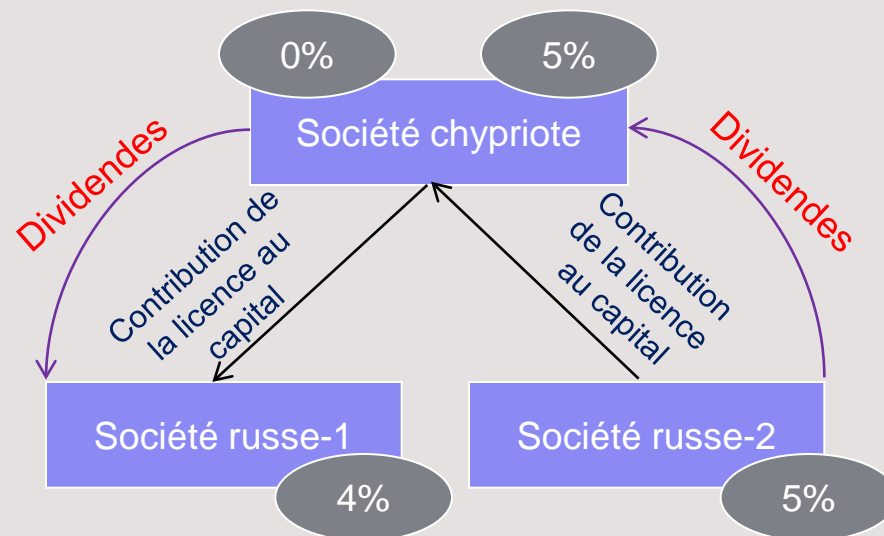 0%
5%
Société chypriote
Dividendes
Dividendes
Contribution de
la licence au
capital
Contribution
de la licence
au capital
Société russe-1
Société russe-2
4%
5%